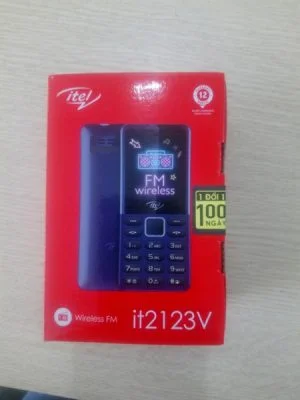 itel
12
FM
wireless
itel
1 ĐỔI 1
100
NGÀY
Wireless FM
it2123V